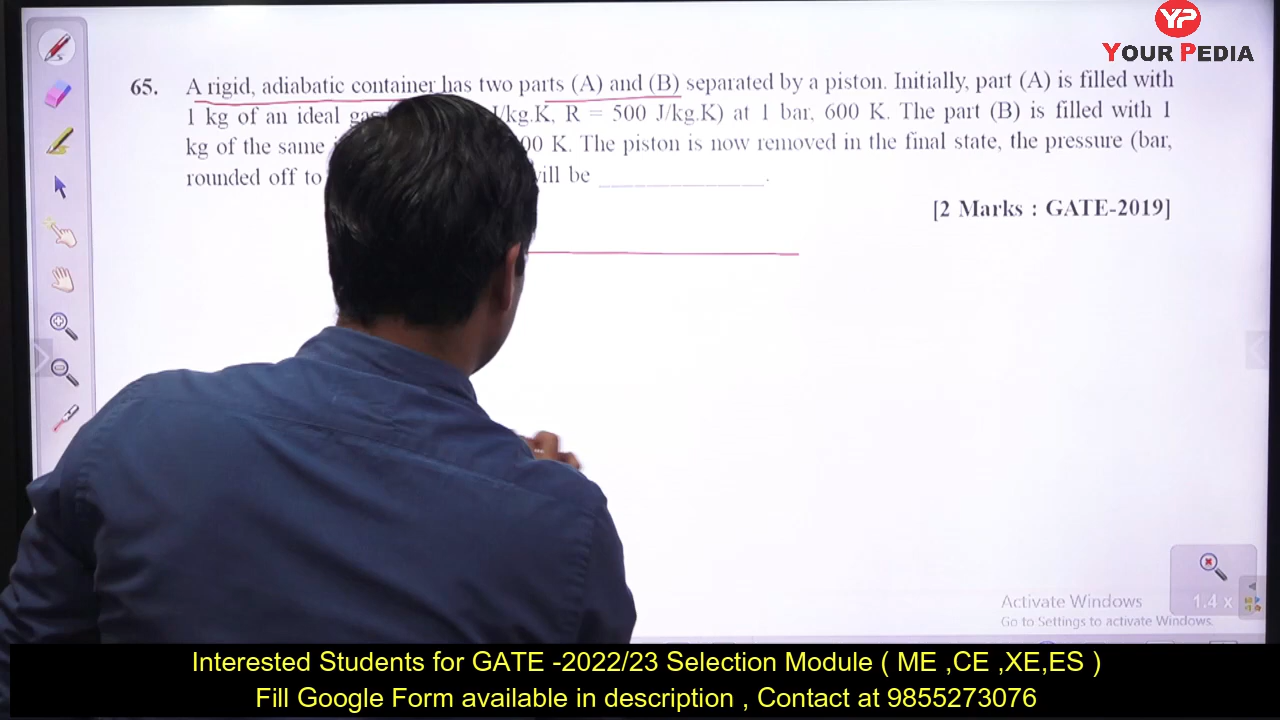 YP
YOUR PEDIA
65. A rigid, adiabatic container has two parts (A) and (B) separated by a piston. Initially, part (A) is filled with
1 kg of an ideal J/kg.K, R = 500 J/kg.K) at 1 bar, 600 K. The part (B) is filled with 1
kg of the same 00 K. The piston is now removed in the final state, the pressure (bar,
rounded off to will be ______________.
[2 Marks : GATE-2019]
Activate Windows
Go to Settings to activate Windows.
1.4 x
Interested Students for GATE -2022/23 Selection Module ( ME ,CE ,XE,ES )
Fill Google Form available in description , Contact at 9855273076